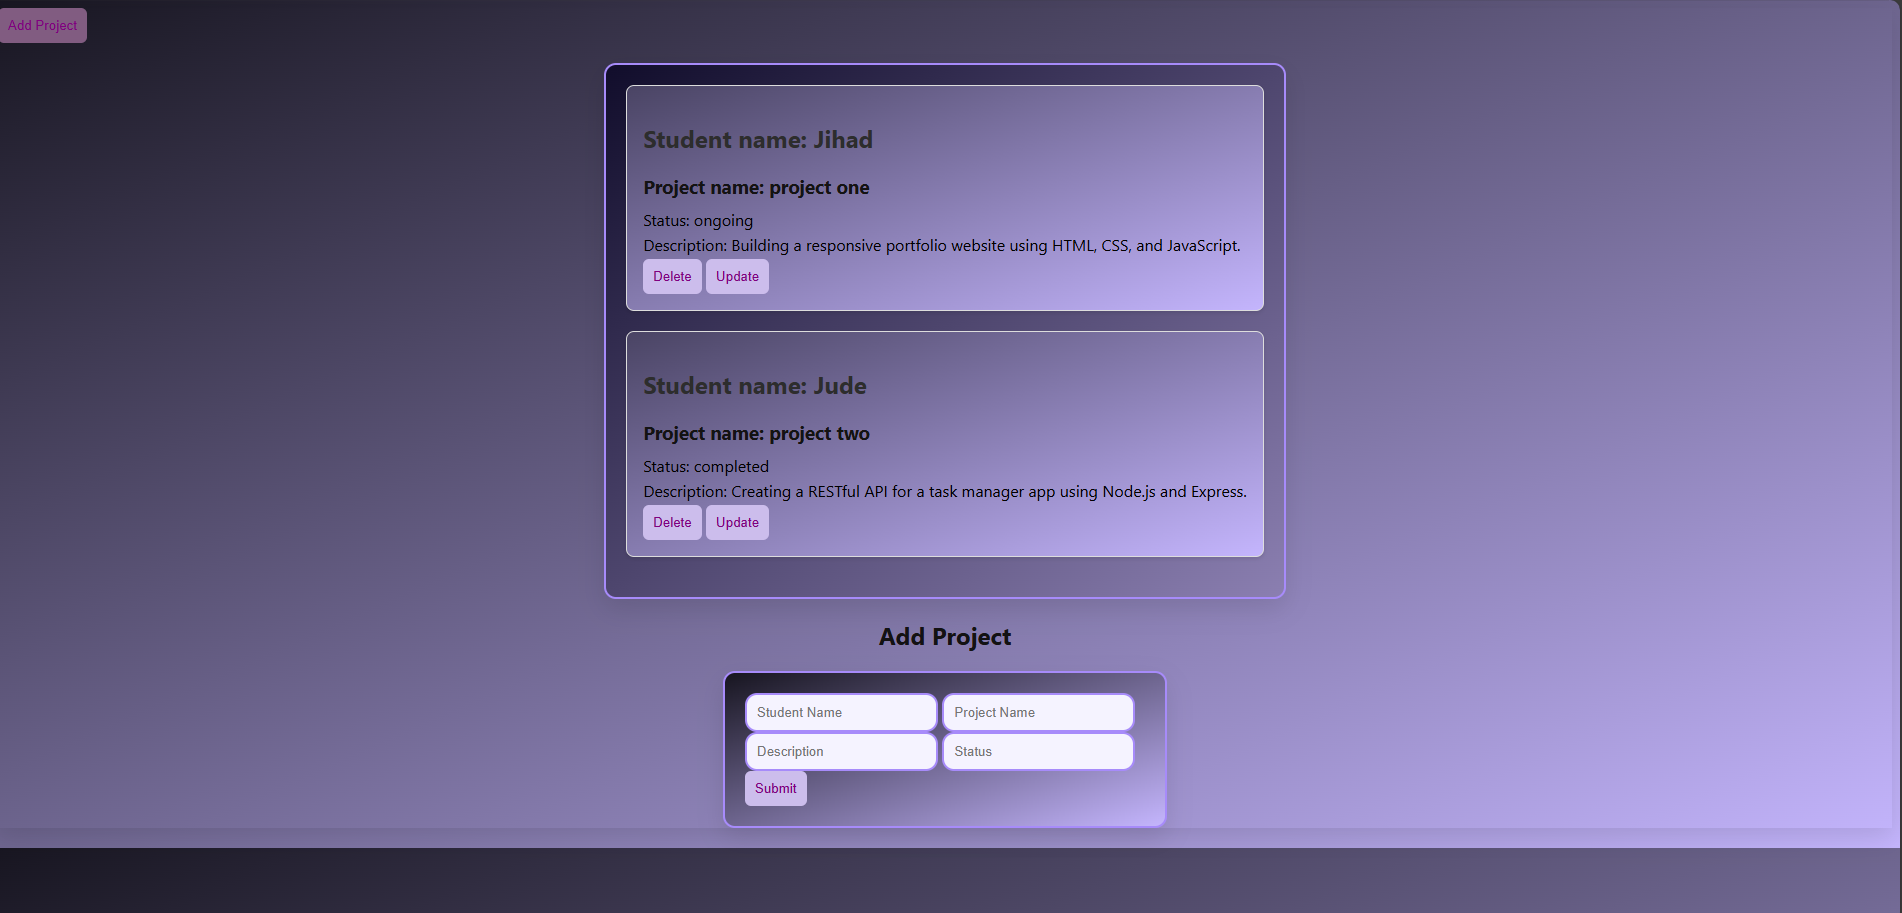 Add Project
Student name: Jihad
Project name: project one
Status: ongoing
Description: Building a responsive portfolio website using HTML, CSS, and JavaScript.
Delete Update
Student name: Jude
Project name: project two
Status: completed
Description: Creating a RESTful API for a task manager app using Node.js and Express.
Delete Update
Add Project
Student Name Project Name
Description Status
Submit